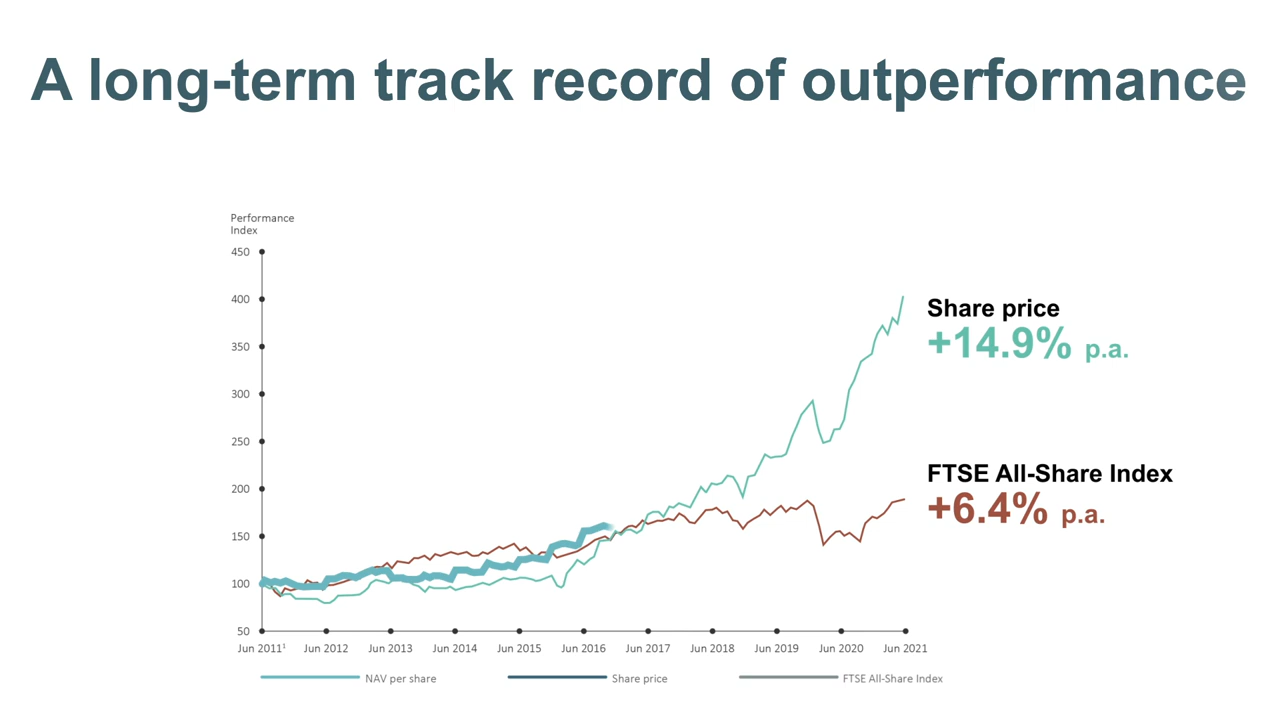 A long-term track record of outperformance
Performance
Index
450
400
350
300
250
200
150
100
50
Jun 2011¹ Jun 2012 Jun 2013 Jun 2014 Jun 2015 Jun 2016 Jun 2017 Jun 2018 Jun 2019 Jun 2020 Jun 2021
NAV per share Share price FTSE All-Share Index
Share price
+14.9% p.a.
FTSE All-Share Index
+6.4% p.a.